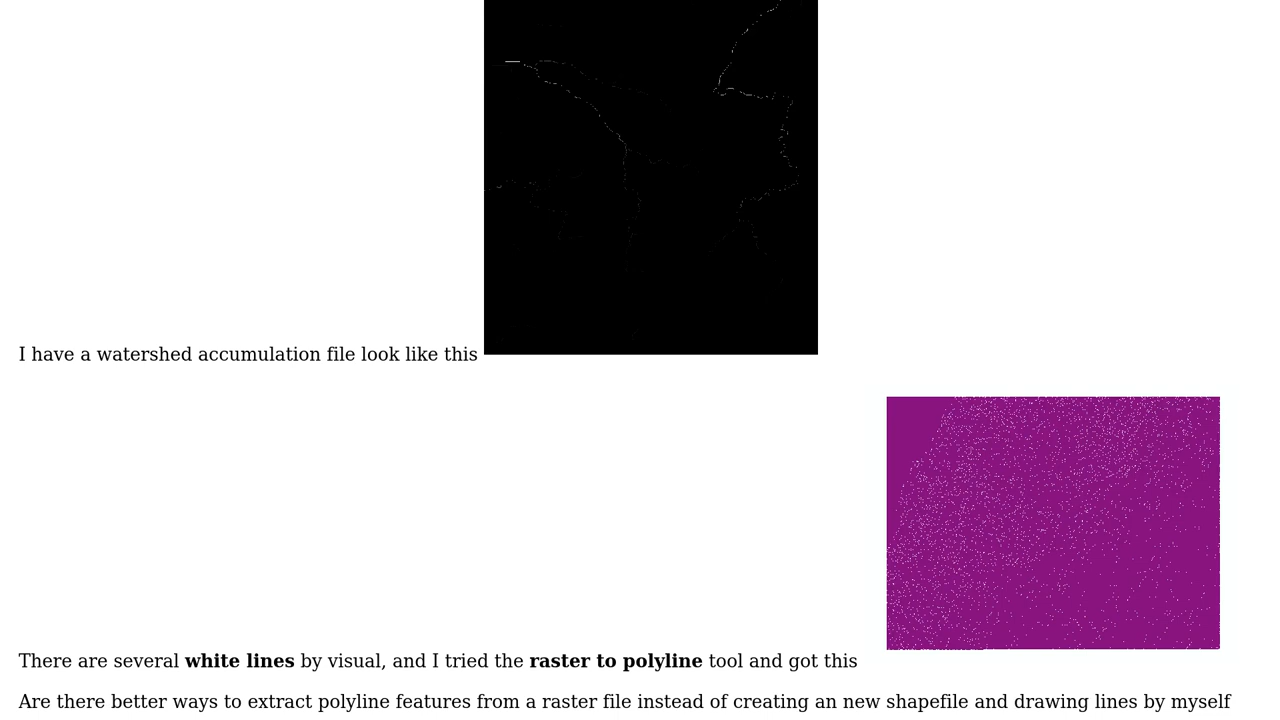 I have a watershed accumulation file look like this
There are several white lines by visual, and I tried the raster to polyline tool and got this
Are there better ways to extract polyline features from a raster file instead of creating an new shapefile and drawing lines by myself